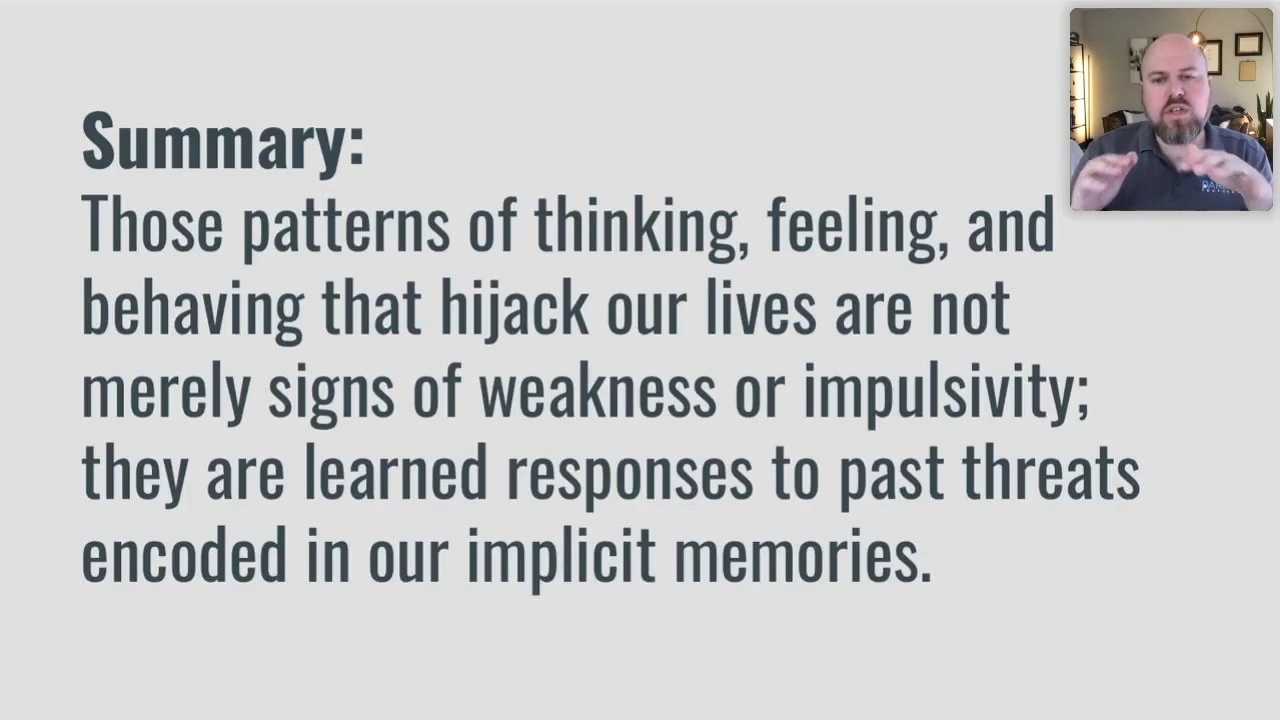 Summary:
Those patterns of thinking, feeling, and
behaving that hijack our lives are not
merely signs of weakness or impulsivity;
they are learned responses to past threats
encoded in our implicit memories.